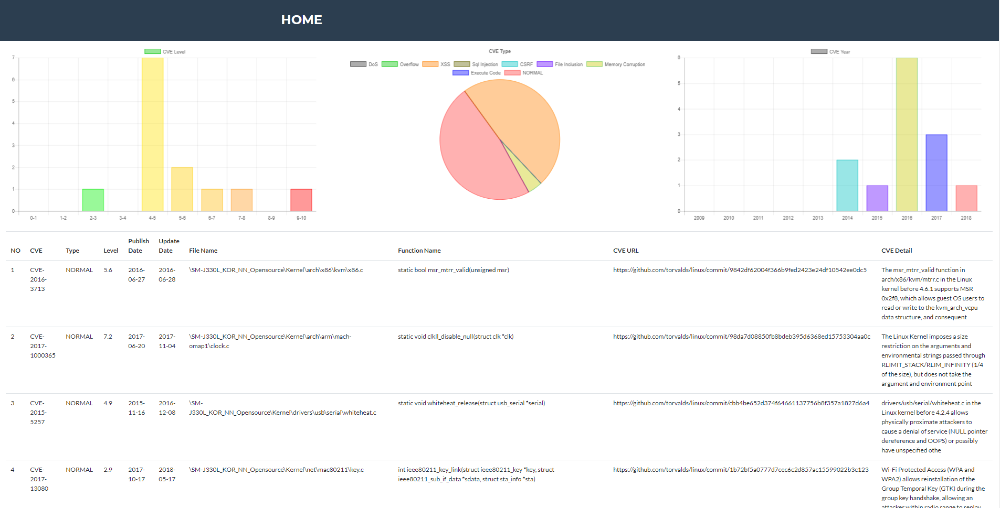 HOME
CVE Level
7
6
5
4
3
2
1
0
0-1 1-2 2-3 3-4 4-5 5-6 6-7 7-8 8-9 9-10
CVE Type
DoS Overflow XSS Sql Injection CSRF File Inclusion Memory Corruption
Execute Code NORMAL
CVE Year
6
5
4
3
2
1
0
2009 2010 2011 2012 2013 2014 2015 2016 2017 2018
NO CVE Type Level Publish Date Update Date File Name Function Name CVE URL CVE Detail
1 CVE-2016-3713 NORMAL 5.6 2016-06-27 2016-06-28 \SM-J330L_KOR_NN_Opensource\Kernel\arch\x86\kvm\x86.c static bool msr_mtrr_valid(unsigned msr) https://github.com/torvalds/linux/commit/9842df62004f366b9fed2423e24df10542ee0dc5 The msr_mtrr_valid function in
arch/x86/kvm/mtrr.c in the Linux
kernel before 4.6.1 supports MSR
0x2f8, which allows guest OS users to
read or write to the kvm_arch_vcpu
data structure, and consequent
2 CVE-2017-1000365 NORMAL 7.2 2017-06-20 2017-11-04 \SM-J330L_KOR_NN_Opensource\Kernel\arch\arm\mach-omap1\clock.c static void clkll_disable_null(struct clk *clk) https://github.com/torvalds/linux/commit/98da7d08850fb8bdeb395d6368ed15753304aa0c The Linux Kernel imposes a size
restriction on the arguments and
environmental strings passed through
RLIMIT_STACK/RLIM_INFINITY (1/4
of the size), but does not take the
argument and environment point
3 CVE-2015-5257 NORMAL 4.9 2015-11-16 2016-12-08 \SM-J330L_KOR_NN_Opensource\Kernel\drivers\usb\serial\whiteheat.c static void whiteheat_release(struct usb_serial *serial) https://github.com/torvalds/linux/commit/cbb4be652d374f64661137756b8f357a1827d6a4 drivers/usb/serial/whiteheat.c in the
Linux kernel before 4.2.4 allows
physically proximate attackers to
cause a denial of service (NULL pointer
dereference and OOPS) or possibly
have unspecified othe
4 CVE-2017-13080 NORMAL 2.9 2017-10-17 2018-05-17 \SM-J330L_KOR_NN_Opensource\Kernel\net\mac80211\key.c int ieee80211_key_link(struct ieee80211_key *key, struct ieee80211_sub_if_data *sdata, struct sta_info *sta) https://github.com/torvalds/linux/commit/1b72bf5a0777d7cec6c2d857ac15599022b3c123 Wi-Fi Protected Access (WPA and
WPA2) allows reinstallation of the
Group Temporal Key (GTK) during the
group key handshake, allowing an
attacker within radio range to replay